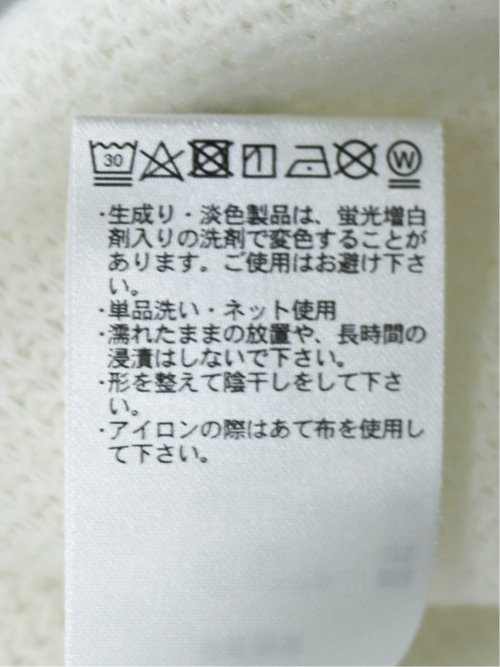 30 W
・生成り・淡色製品は、蛍光増白
剤入りの洗剤で変色することが
あります。ご使用はお避け下さ
い。
・単品洗い・ネット使用
・濡れたままの放置や、長時間の
浸漬はしないで下さい。
・形を整えて陰干しをして下さ
い。
・アイロンの際はあて布を使用し
て下さい。